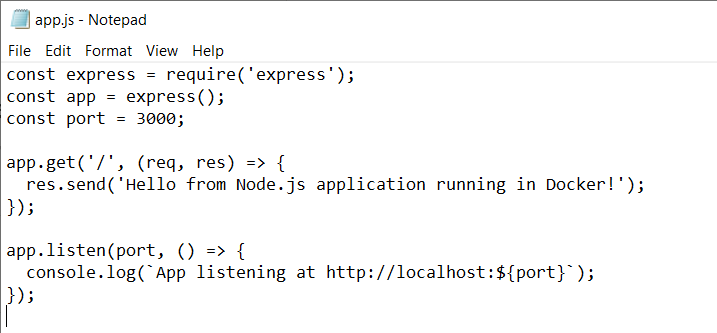 app.js - Notepad
File Edit Format View Help
const express = require('express');
const app = express();
const port = 3000;

app.get('/', (req, res) => {
  res.send('Hello from Node.js application running in Docker!');
});

app.listen(port, () => {
  console.log(`App listening at http://localhost:${port}`);
});